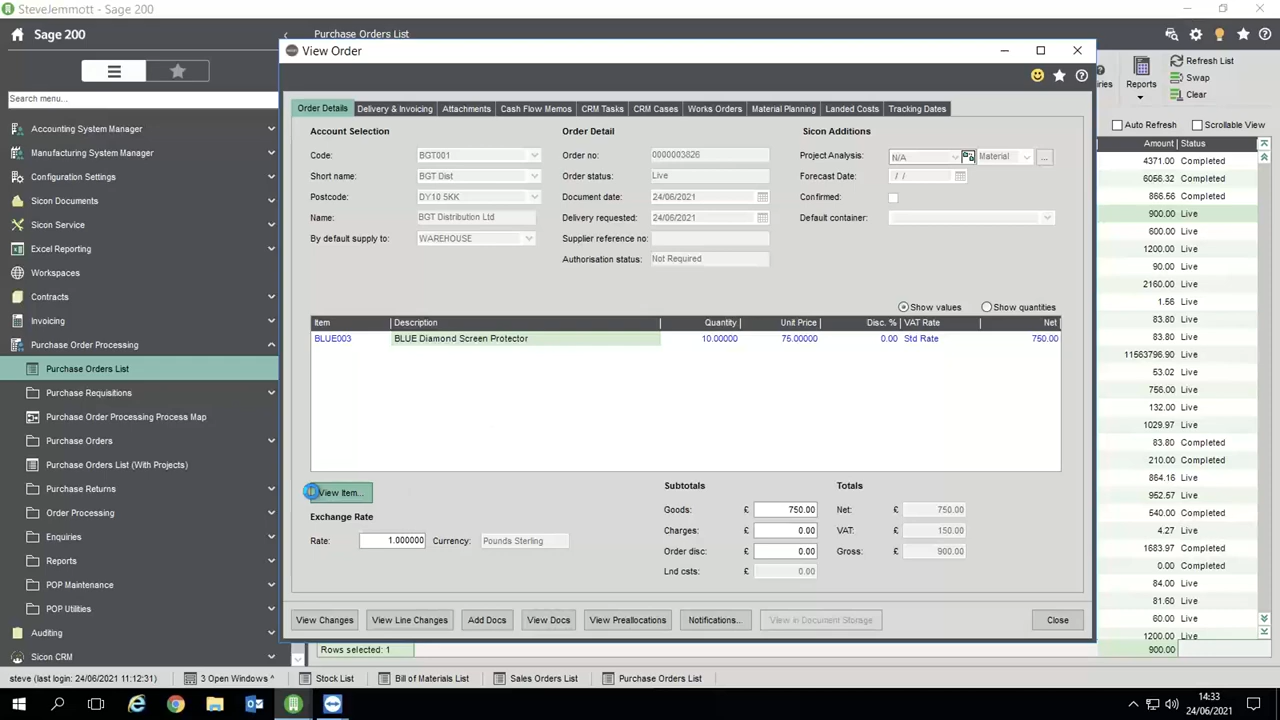 SteveJemmott - Sage 200
Sage 200
Purchase Orders List
Search menu...
Accounting System Manager
Manufacturing System Manager
Configuration Settings
Sicon Documents
Sicon Service
Excel Reporting
Workspaces
Contracts
Invoicing
Purchase Order Processing
Purchase Orders List
Purchase Requisitions
Purchase Order Processing Process Map
Purchase Orders
Purchase Orders List (With Projects)
Purchase Returns
Order Processing
Enquiries
Reports
POP Maintenance
POP Utilities
Auditing
Sicon CRM
View Order
Order Details Delivery & Invoicing Attachments Cash Flow Memos CRM Tasks CRM Cases Works Orders Material Planning Landed Costs Tracking Dates
Account Selection
Code: BGT001
Short name: BGT Dist
Postcode: DY10 5KK
Name: BGT Distribution Ltd
By default supply to: WAREHOUSE
Order Detail
Order no: 0000003826
Order status: Live
Document date: 24/06/2021
Delivery requested: 24/06/2021
Supplier reference no:
Authorisation status: Not Required
Sicon Additions
Project Analysis: N/A Material ...
Forecast Date: / /
Confirmed:
Default container:
Show values Show quantities
Item Description Quantity Unit Price Disc. % VAT Rate Net
BLUE003 BLUE Diamond Screen Protector 10.00000 75.00000 0.00 Std Rate 750.00
View Item...
Exchange Rate
Rate: 1.000000 Currency: Pounds Sterling
Subtotals
Goods: £ 750.00
Charges: £ 0.00
Order disc: £ 0.00
Lnd csts: £ 0.00
Totals
Net: £ 750.00
VAT: £ 150.00
Gross: £ 900.00
View Changes View Line Changes Add Docs View Docs View Preallocations Notifications... View in Document Storage Close
ries
Reports
Refresh List
Swap
Clear
Auto Refresh Scrollable View
Amount Status
4371.00 Completed
6056.32 Completed
866.56 Completed
900.00 Live
600.00 Live
1200.00 Live
90.00 Live
2160.00 Live
1.56 Live
83.80 Live
83.80 Live
11563796.90 Live
53.02 Live
756.00 Live
132.00 Live
1029.97 Live
83.80 Completed
210.00 Completed
864.16 Live
952.57 Live
540.00 Completed
4.27 Live
1683.97 Completed
0.00 Completed
84.00 Live
81.60 Live
60.00 Live
1200.00 Live
Rows selected: 1 900.00
steve (last login: 24/06/2021 11:12:31) 3 Open Windows ^ Stock List Bill of Materials List Sales Orders List Purchase Orders List
14:33
24/06/2021